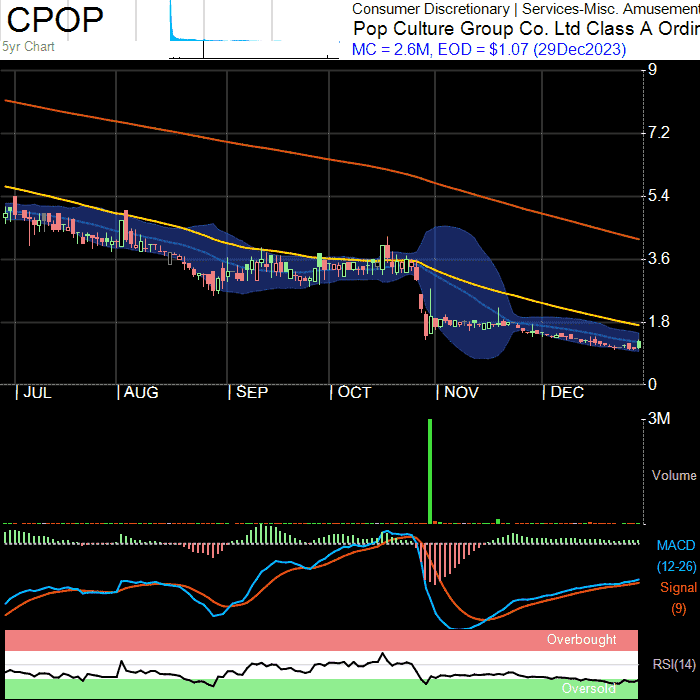 CPOP
5yr Chart
Consumer Discretionary | Services-Misc. Amusement
Pop Culture Group Co. Ltd Class A Ordin
MC = 2.6M, EOD = $1.07 (29Dec2023)
9
7.2
5.4
3.6
1.8
0
JUL AUG SEP OCT NOV DEC
3M
Volume
MACD
(12-26)
Signal
(9)
Overbought
RSI(14)
Oversold